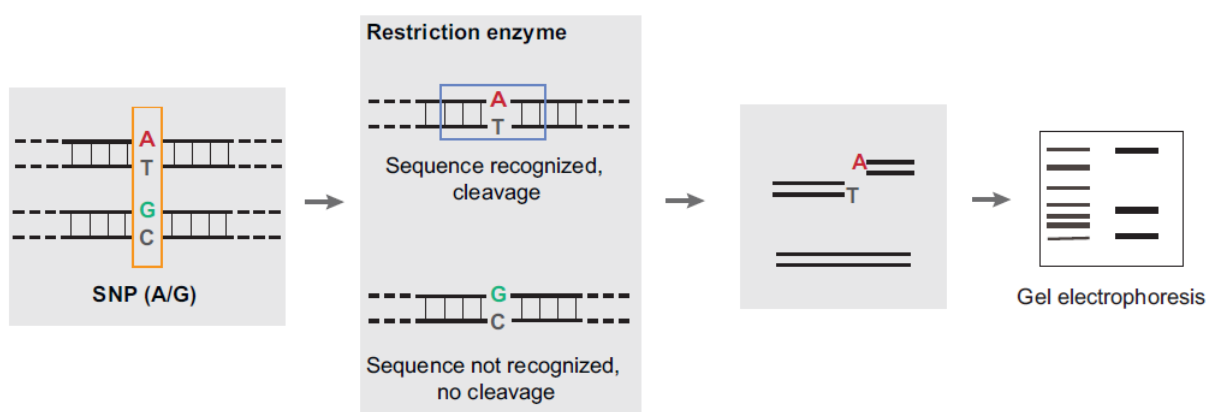 A
T
G
C
SNP (A/G)
Restriction enzyme
A
T
Sequence recognized,
cleavage
G
C
Sequence not recognized,
no cleavage
A
T
Gel electrophoresis